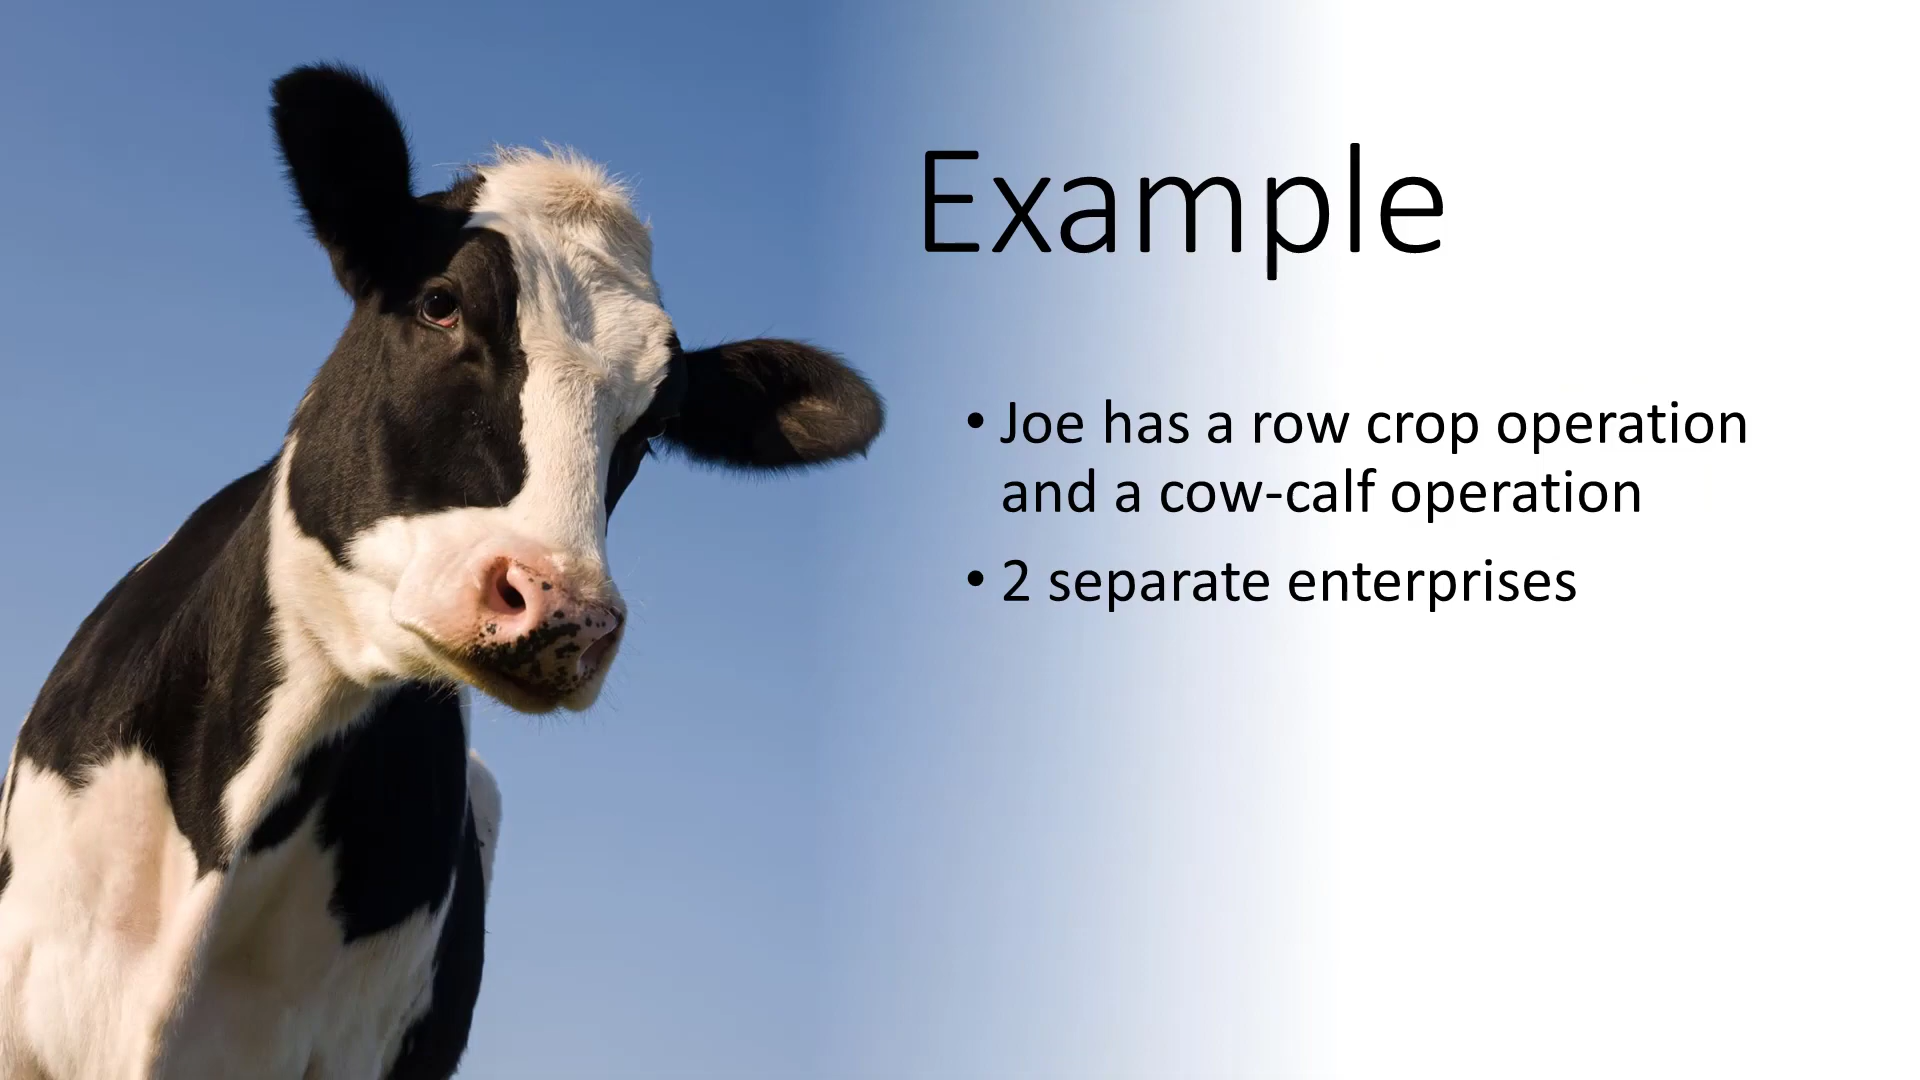 Example
• Joe has a row crop operation
and a cow-calf operation
• 2 separate enterprises